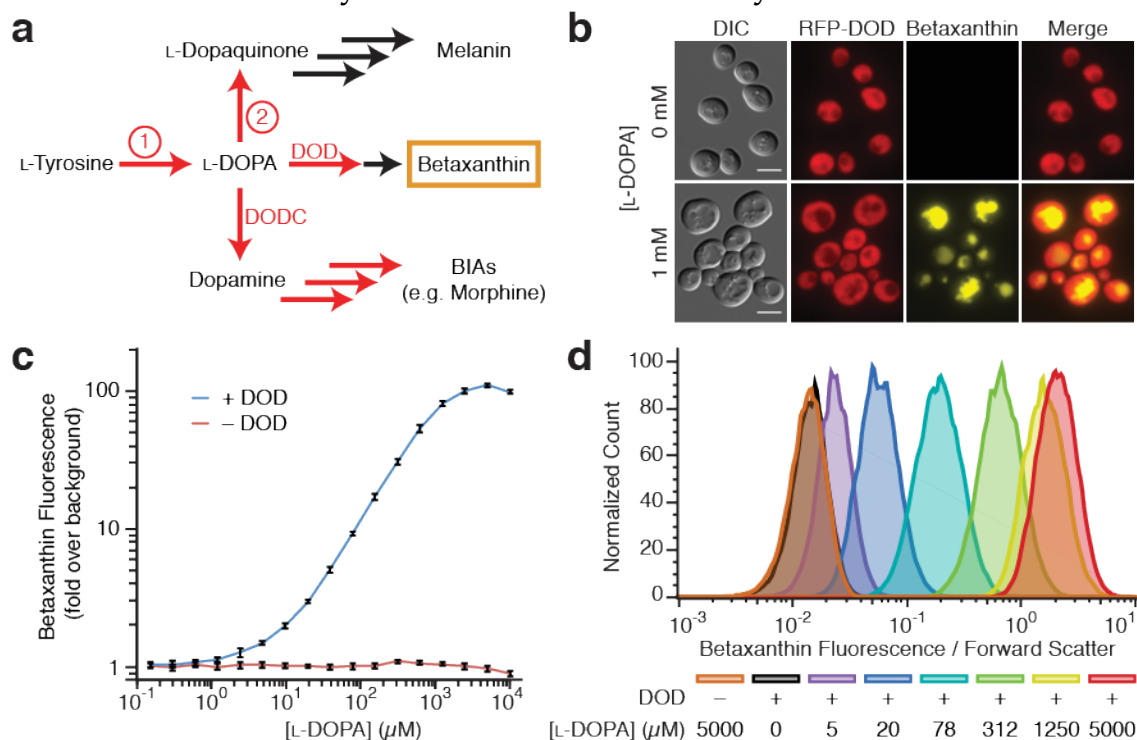 a
L-Dopaquinone
Melanin
2
1
L-Tyrosine
L-DOPA
DOD
Betaxanthin
DODC
Dopamine
BIAs
(e.g. Morphine)
b
DIC RFP-DOD Betaxanthin Merge
[L-DOPA]
0 mM
1 mM
c
Betaxanthin Fluorescence
(fold over background)
100
10
1
+ DOD
– DOD
10⁻¹ 10⁰ 10¹ 10² 10³ 10⁴
[L-DOPA] (µM)
d
Normalized Count
100
80
60
40
20
0
10⁻³ 10⁻² 10⁻¹ 10⁰ 10¹
Betaxanthin Fluorescence / Forward Scatter
DOD – + + + + + + +
[L-DOPA] (µM) 5000 0 5 20 78 312 1250 5000